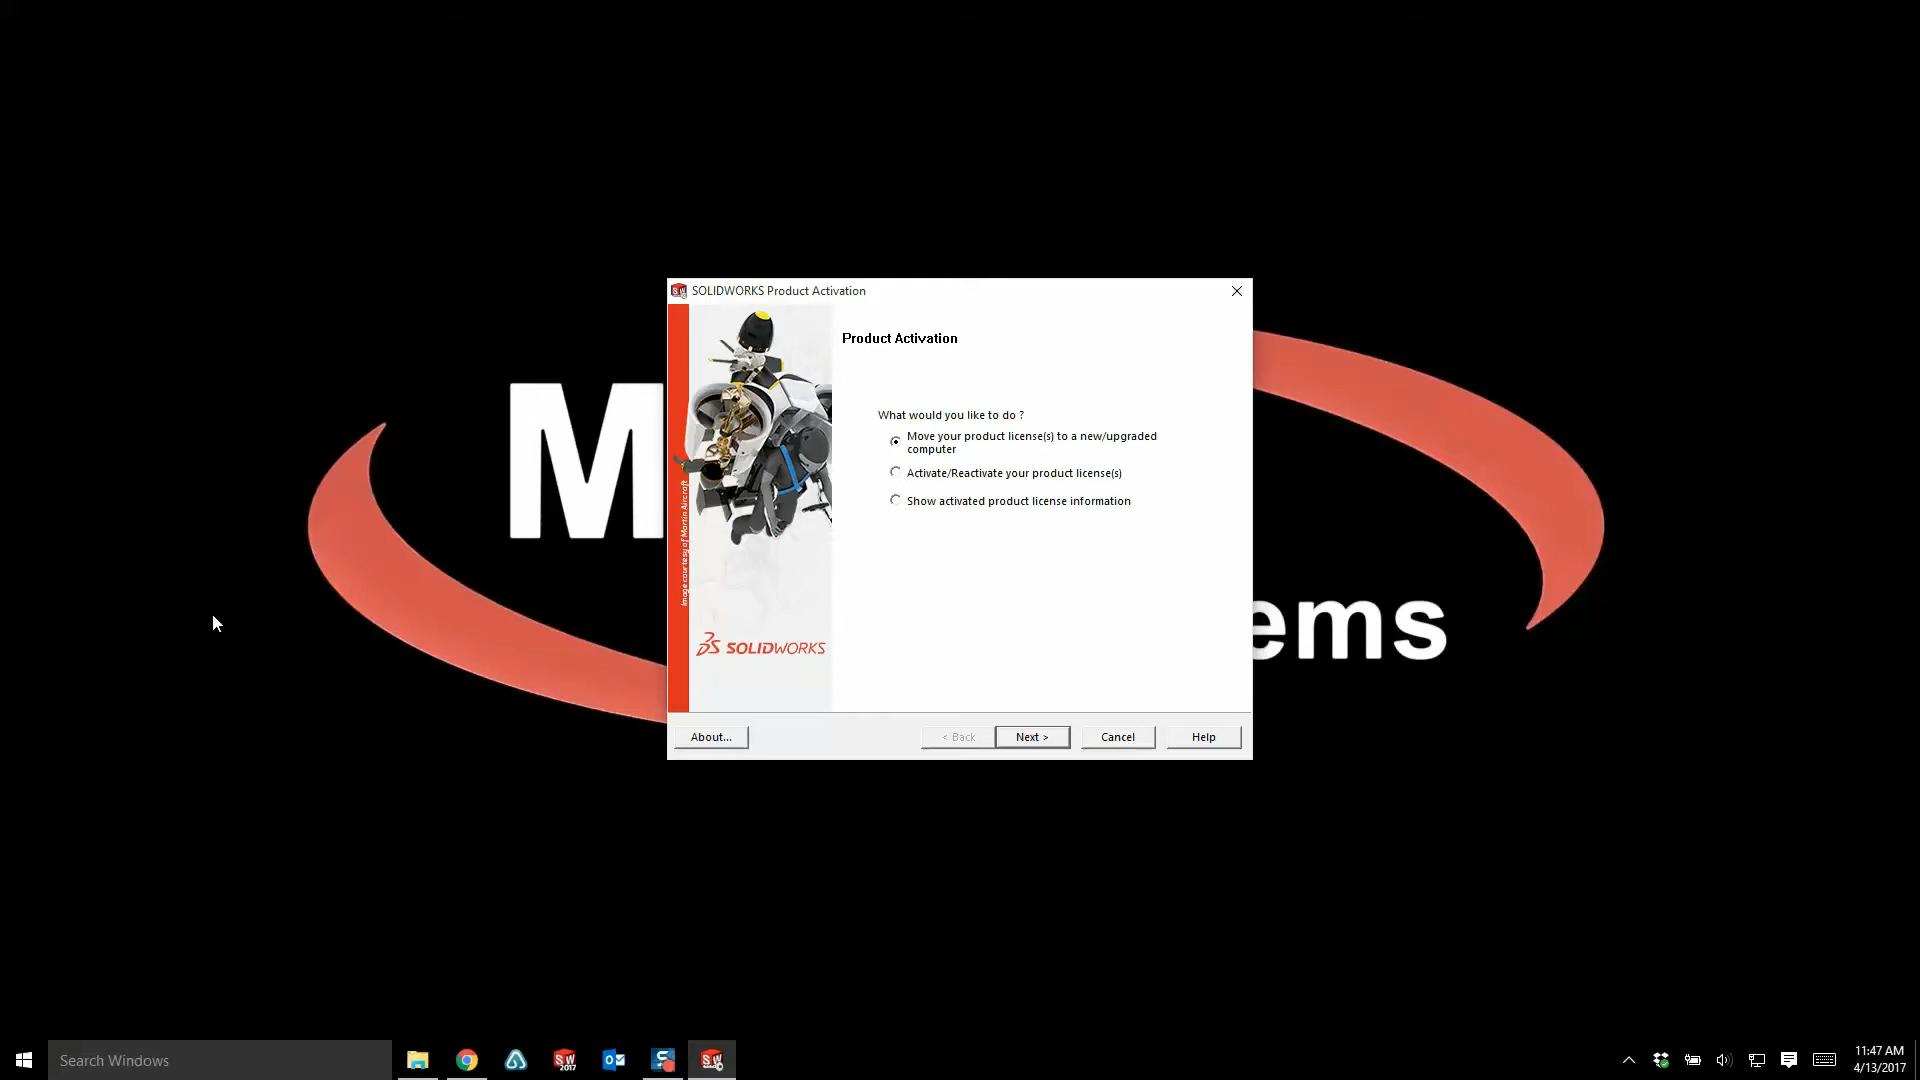 SOLIDWORKS Product Activation
Product Activation
What would you like to do ?
Move your product license(s) to a new/upgraded
computer
Activate/Reactivate your product license(s)
Show activated product license information
Image courtesy of Martin Aircraft
SOLIDWORKS
About...
< Back
Next >
Cancel
Help
M
ems
Search Windows
SW
2017
11:47 AM
4/13/2017